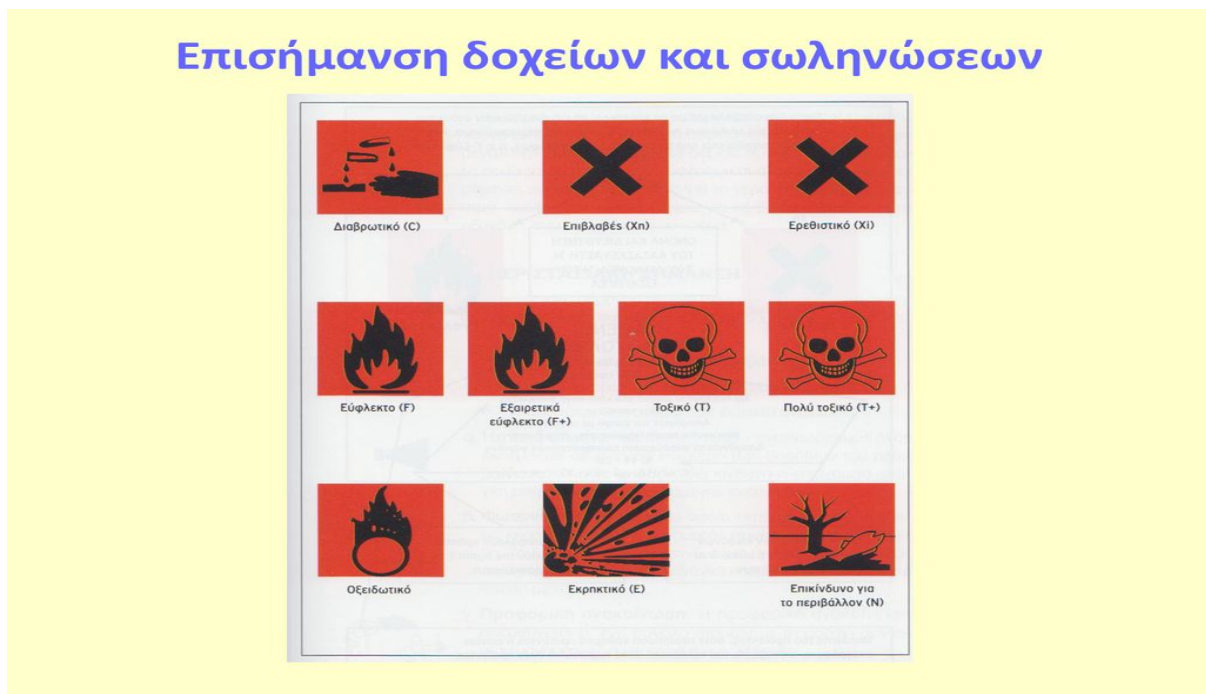 Επισήμανση δοχείων και σωληνώσεων
Διαβρωτικό (C)
Επιβλαβές (Xn)
Ερεθιστικό (Xi)
Εύφλεκτο (F)
Εξαιρετικά
εύφλεκτο (F+)
Τοξικό (T)
Πολύ τοξικό (T+)
Οξειδωτικό
Εκρηκτικό (E)
Επικίνδυνο για
το περιβάλλον (N)